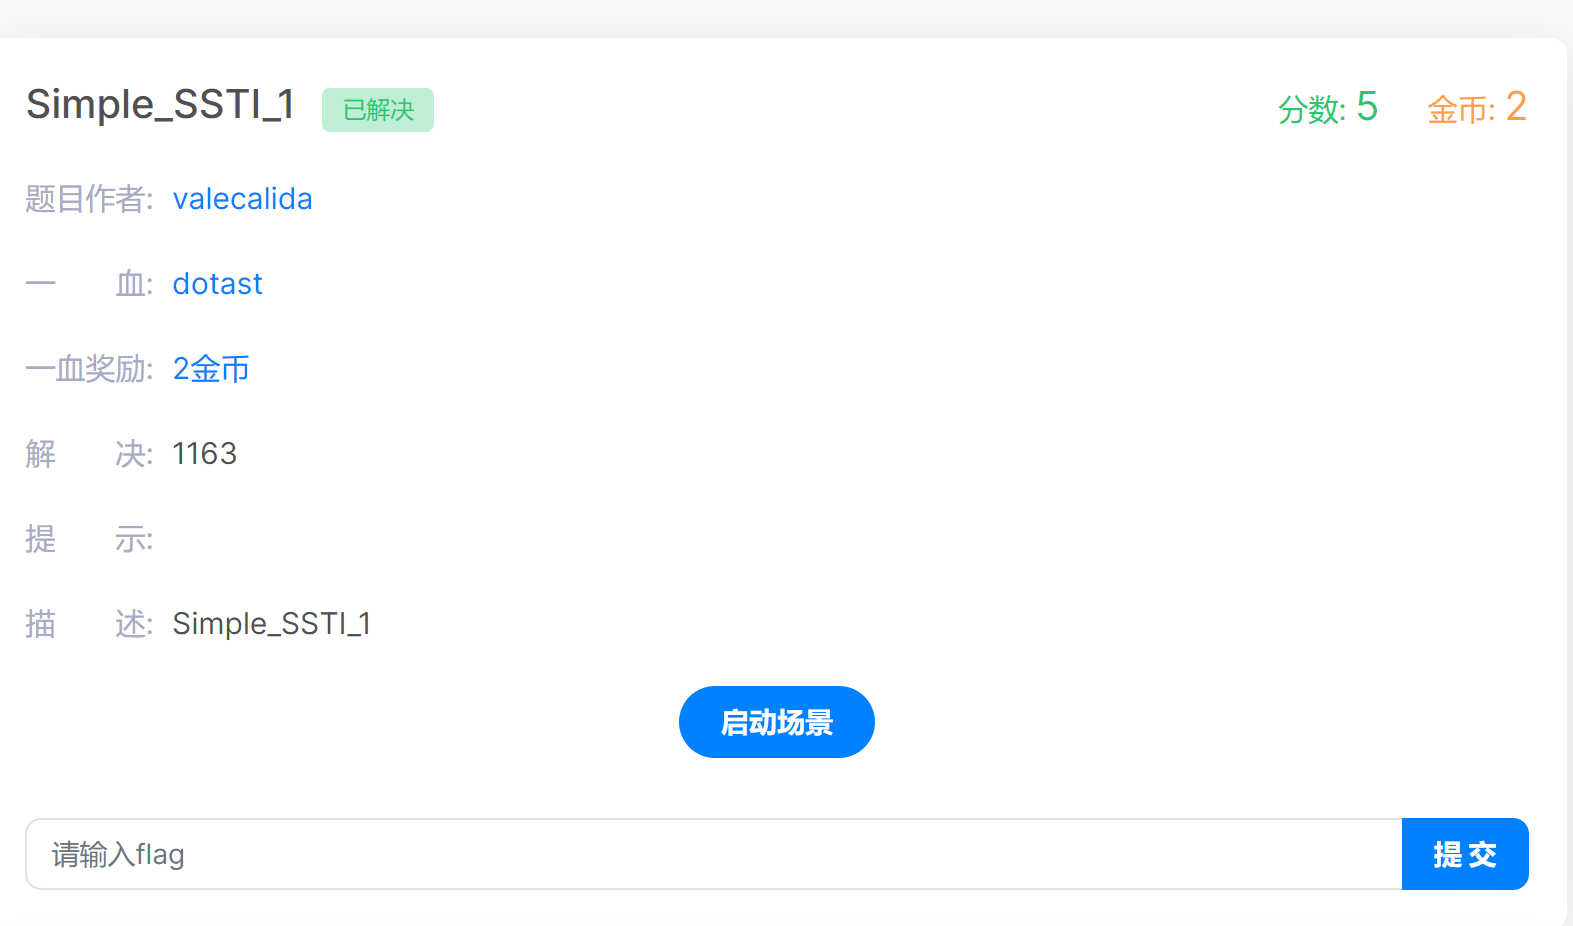 Simple_SSTI_1 已解决 分数: 5 金币: 2
题目作者: valecalida
一 血: dotast
一血奖励: 2金币
解 决: 1163
提 示:
描 述: Simple_SSTI_1
启动场景
请输入flag 提 交